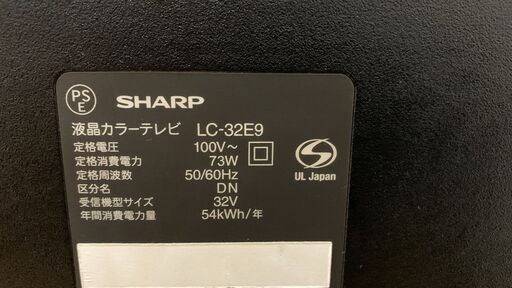 PS
E
SHARP
液晶カラーテレビ LC-32E9
定格電圧 100V～
定格消費電力 73W
定格周波数 50/60Hz
区分名 DN
受信機型サイズ 32V
年間消費電力量 54kWh/年
UL Japan